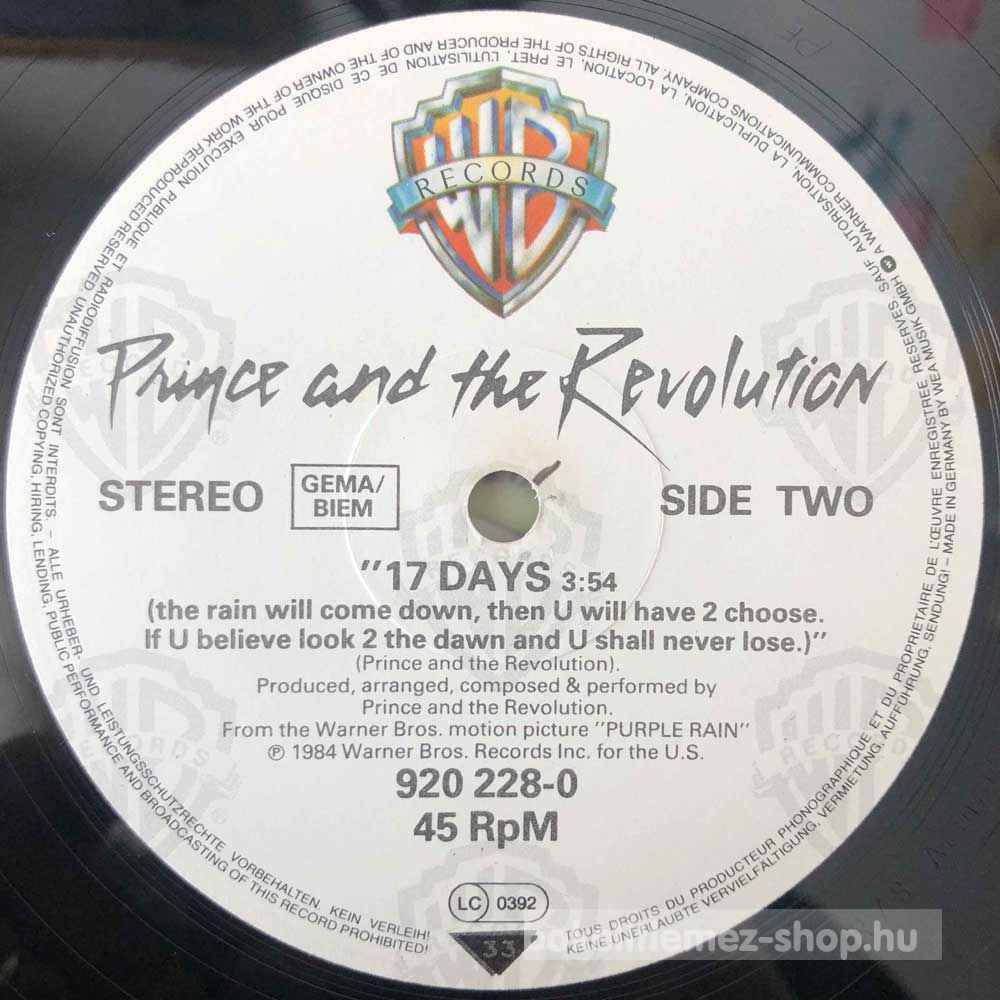 WB
RECORDS
Prince and the Revolution
STEREO
GEMA/
BIEM
SIDE TWO
"17 DAYS 3:54
(the rain will come down, then U will have 2 choose.
If U believe look 2 the dawn and U shall never lose.)"
(Prince and the Revolution).
Produced, arranged, composed & performed by
Prince and the Revolution.
From the Warner Bros. motion picture "PURPLE RAIN"
℗ 1984 Warner Bros. Records Inc. for the U.S.
920 228-0
45 RpM
LC 0392
33
TOUS DROITS DU PRODUCTEUR PHONOGRAPHIQUE ET DU PROPRIETAIRE DE L'ŒUVRE ENREGISTREE RESERVES. SAUF AUTORISATION, LA DUPLICATION, LA LOCATION, LE PRET, L'UTILISATION DE CE DISQUE POUR EXECUTION PUBLIQUE ET RADIODIFFUSION SONT INTERDITS. – ALLE URHEBER- UND LEISTUNGSSCHUTZRECHTE VORBEHALTEN. KEIN VERLEIH!
KEINE UNERLAUBTE VERVIELFÄLTIGUNG, VERMIETUNG, AUFFÜHRUNG, SENDUNG! – MADE IN GERMANY BY WEA MUSIK GMBH A WARNER COMMUNICATIONS COMPANY. ALL RIGHTS OF THE PRODUCER AND OF THE OWNER OF THE WORK REPRODUCED RESERVED. UNAUTHORIZED COPYING, HIRING, LENDING, PUBLIC PERFORMANCE AND BROADCASTING OF THIS RECORD PROHIBITED!